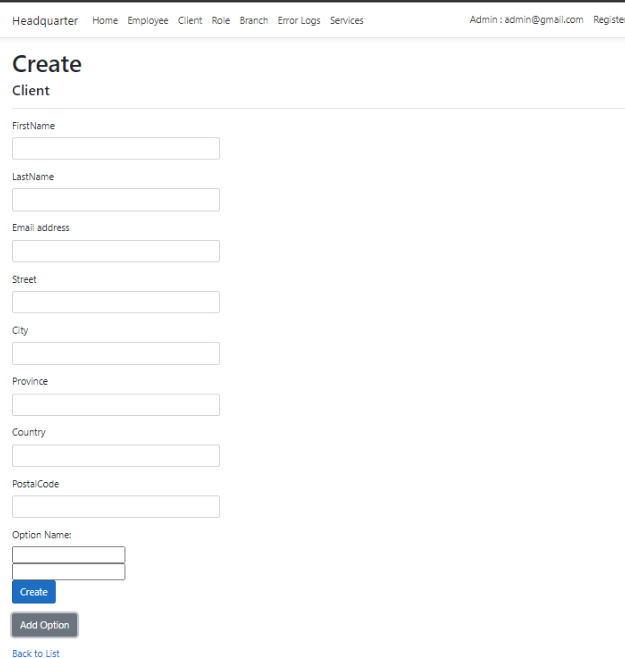 Headquarter Home Employee Client Role Branch Error Logs Services Admin : admin@gmail.com Register
Create
Client
FirstName
LastName
Email address
Street
City
Province
Country
PostalCode
Option Name:
Create
Add Option
Back to List